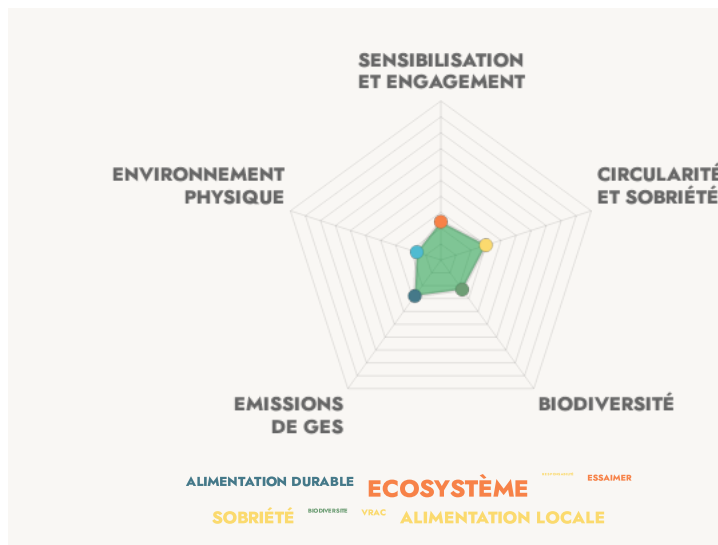 SENSIBILISATION
ET ENGAGEMENT
ENVIRONNEMENT
PHYSIQUE
CIRCULARITÉ
ET SOBRIÉTÉ
EMISSIONS
DE GES
BIODIVERSITÉ
ALIMENTATION DURABLE ECOSYSTÈME ESSAIMER
SOBRIÉTÉ BIODIVERSITE VRAC ALIMENTATION LOCALE